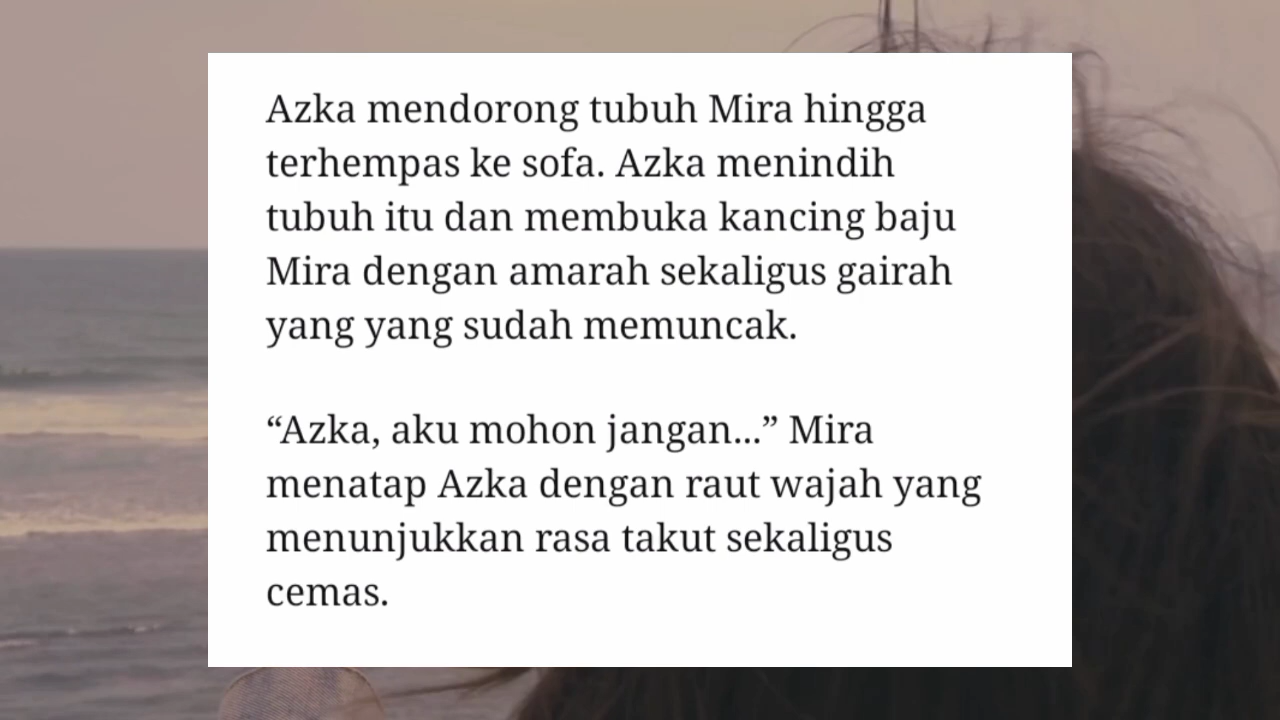 Azka mendorong tubuh Mira hingga
terhempas ke sofa. Azka menindih
tubuh itu dan membuka kancing baju
Mira dengan amarah sekaligus gairah
yang yang sudah memuncak.
“Azka, aku mohon jangan...” Mira
menatap Azka dengan raut wajah yang
menunjukkan rasa takut sekaligus
cemas.